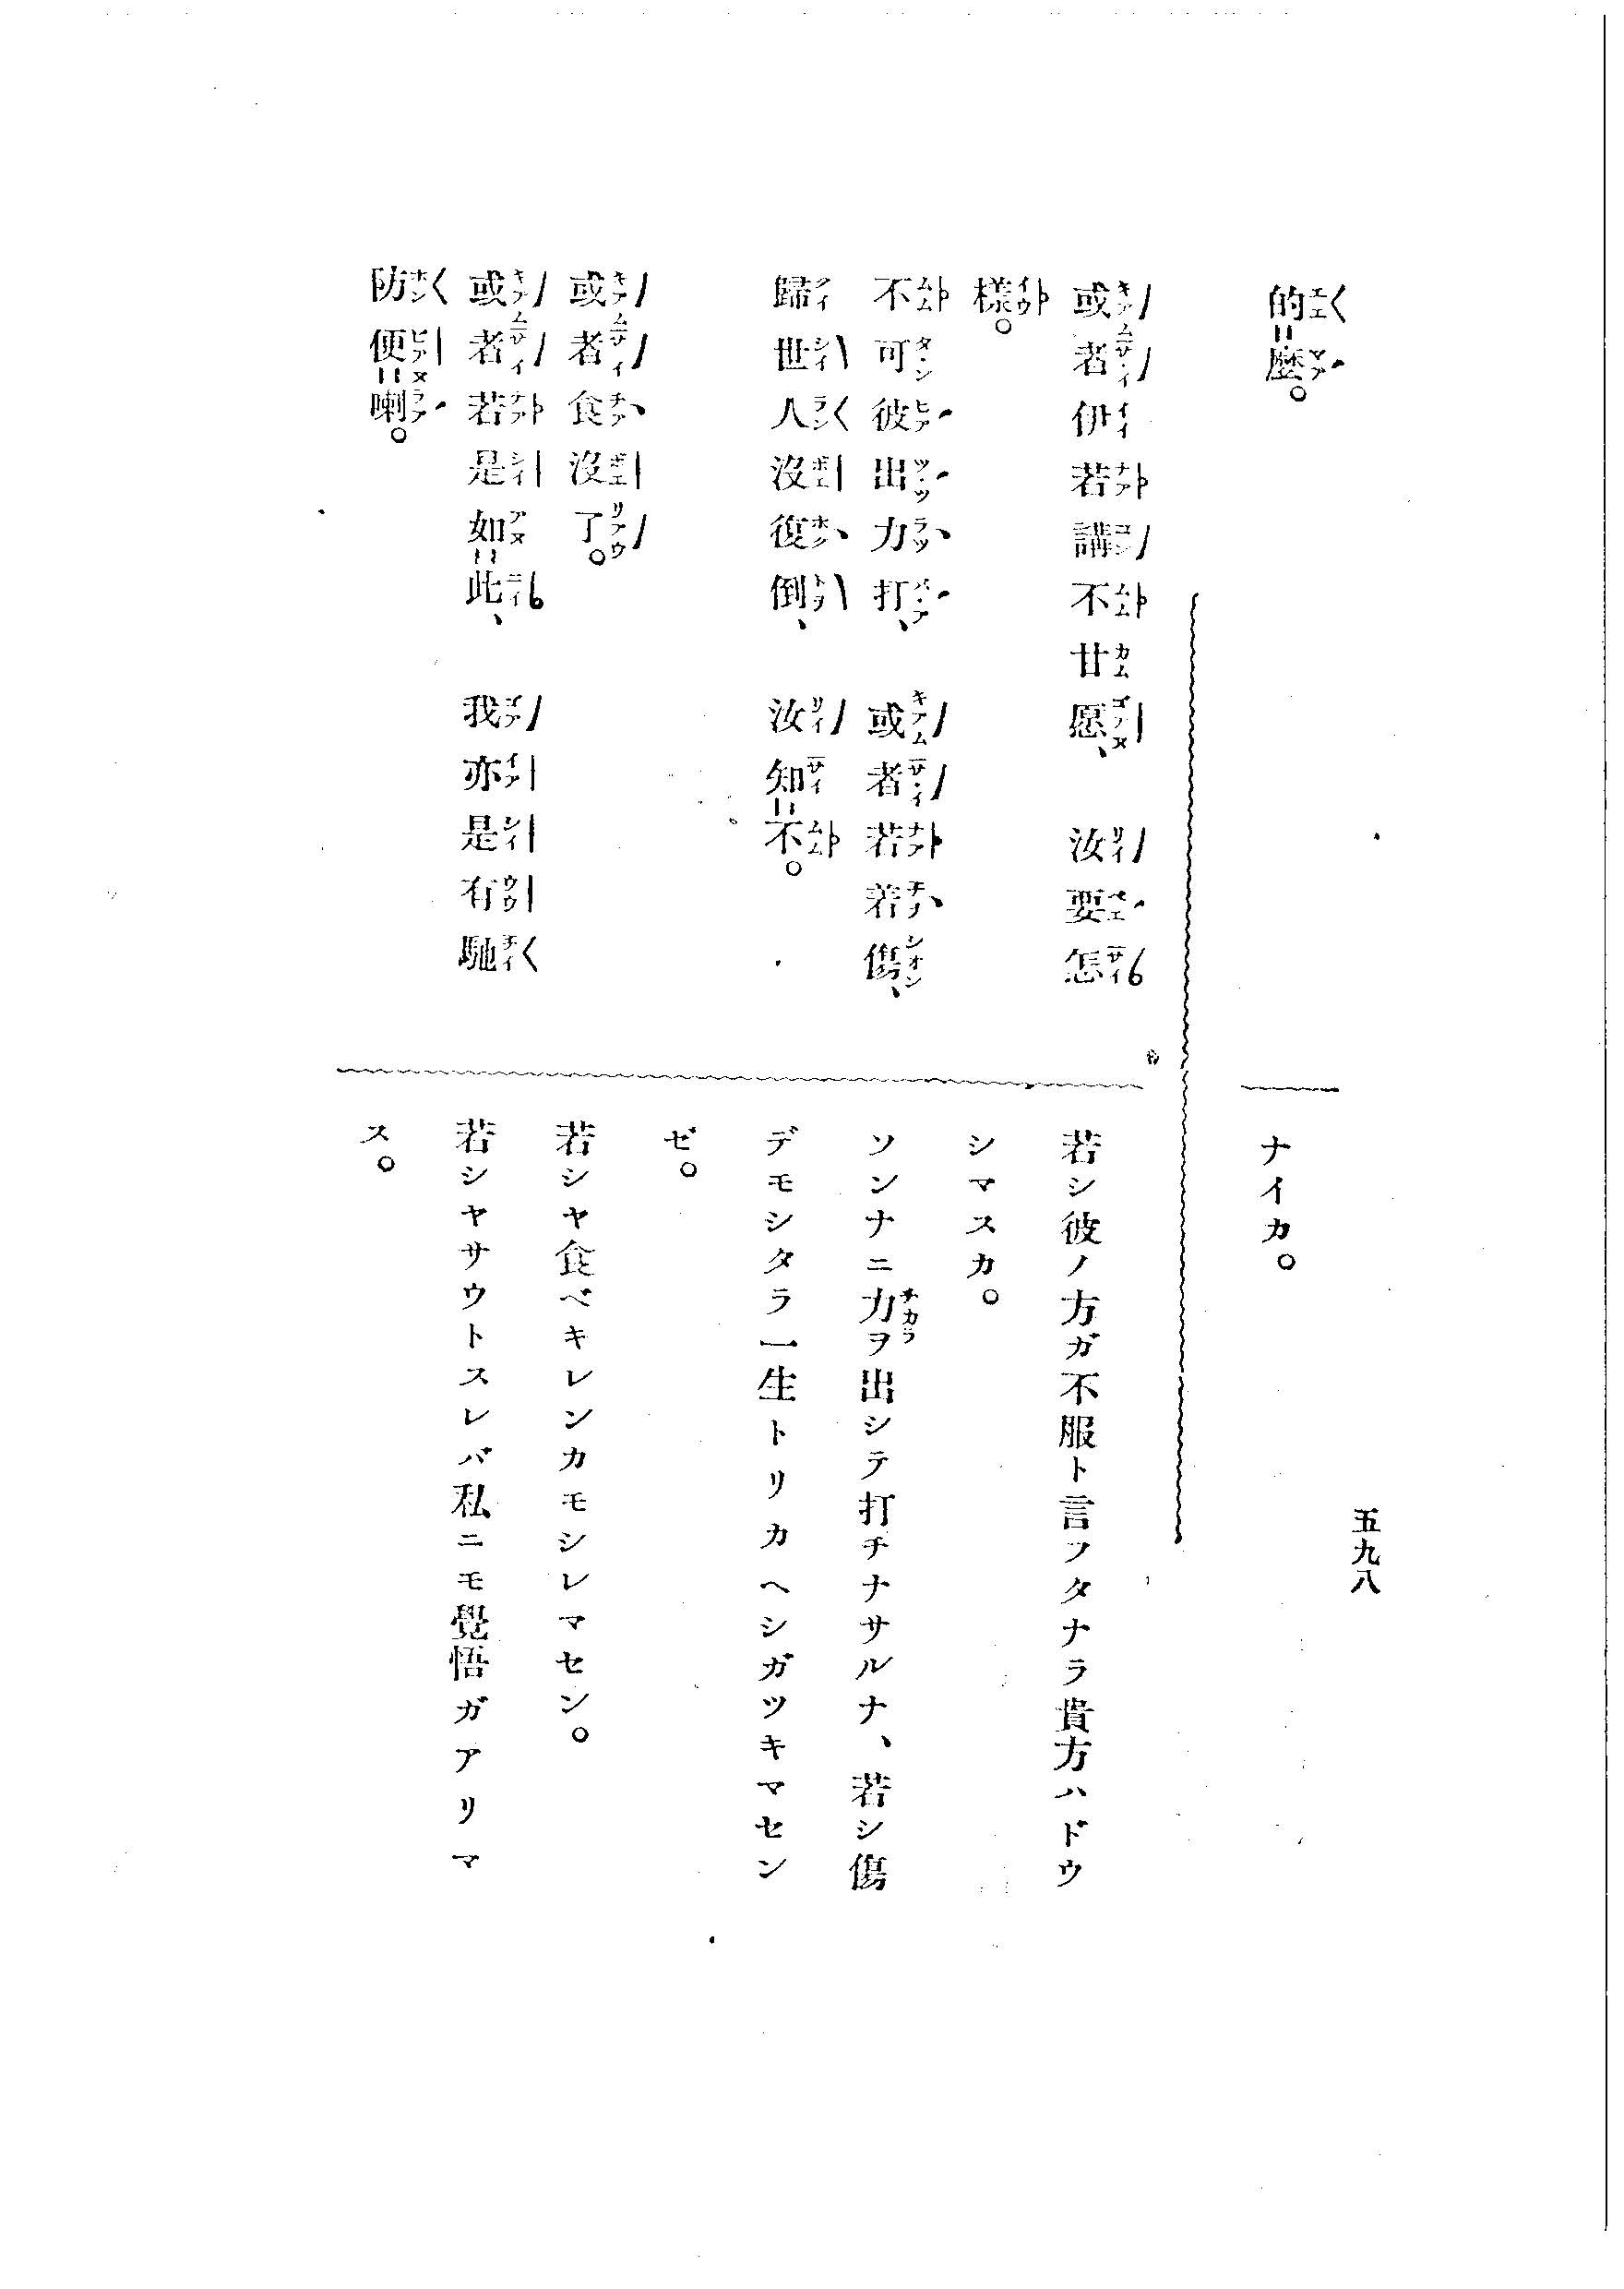 五九八
的麼。
ナイカ。
或者伊若講不甘愿、汝要怎
樣。
若シ彼ノ方ガ不服ト言フタナラ貴方ハドウ
シマスカ。
不可彼出力打、或者若若傷、
歸世人沒復倒、汝知不。
ソンナニ力ヲ出シテ打チナサルナ、若シ傷
デモシタラ一生トリカヘシガツキマセン
ゼ。
或者食沒了。
若シヤ食ベキレンカモシレマセン。
或者若是如此、我亦是有馳
防便喇。
若シヤサウトスレバ私ニモ覺悟ガアリマ
ス。